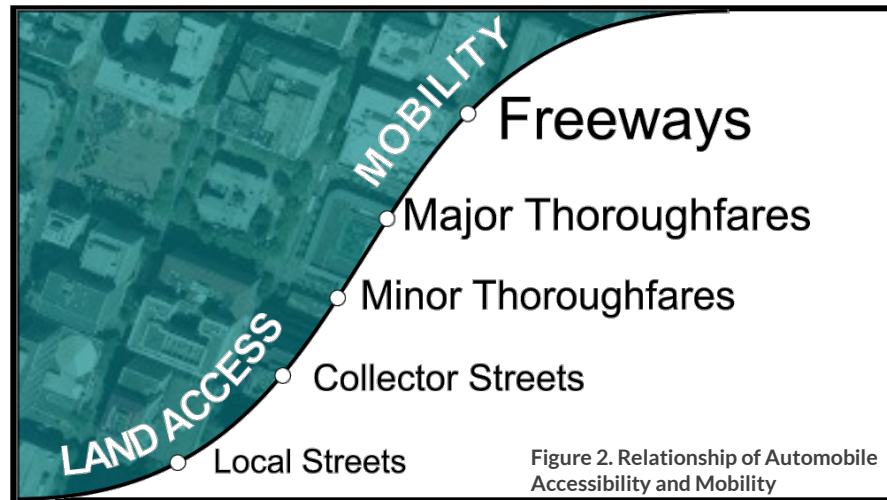 MOBILITY
Freeways
Major Thoroughfares
Minor Thoroughfares
LAND ACCESS
Collector Streets
Local Streets
Figure 2. Relationship of Automobile
Accessibility and Mobility